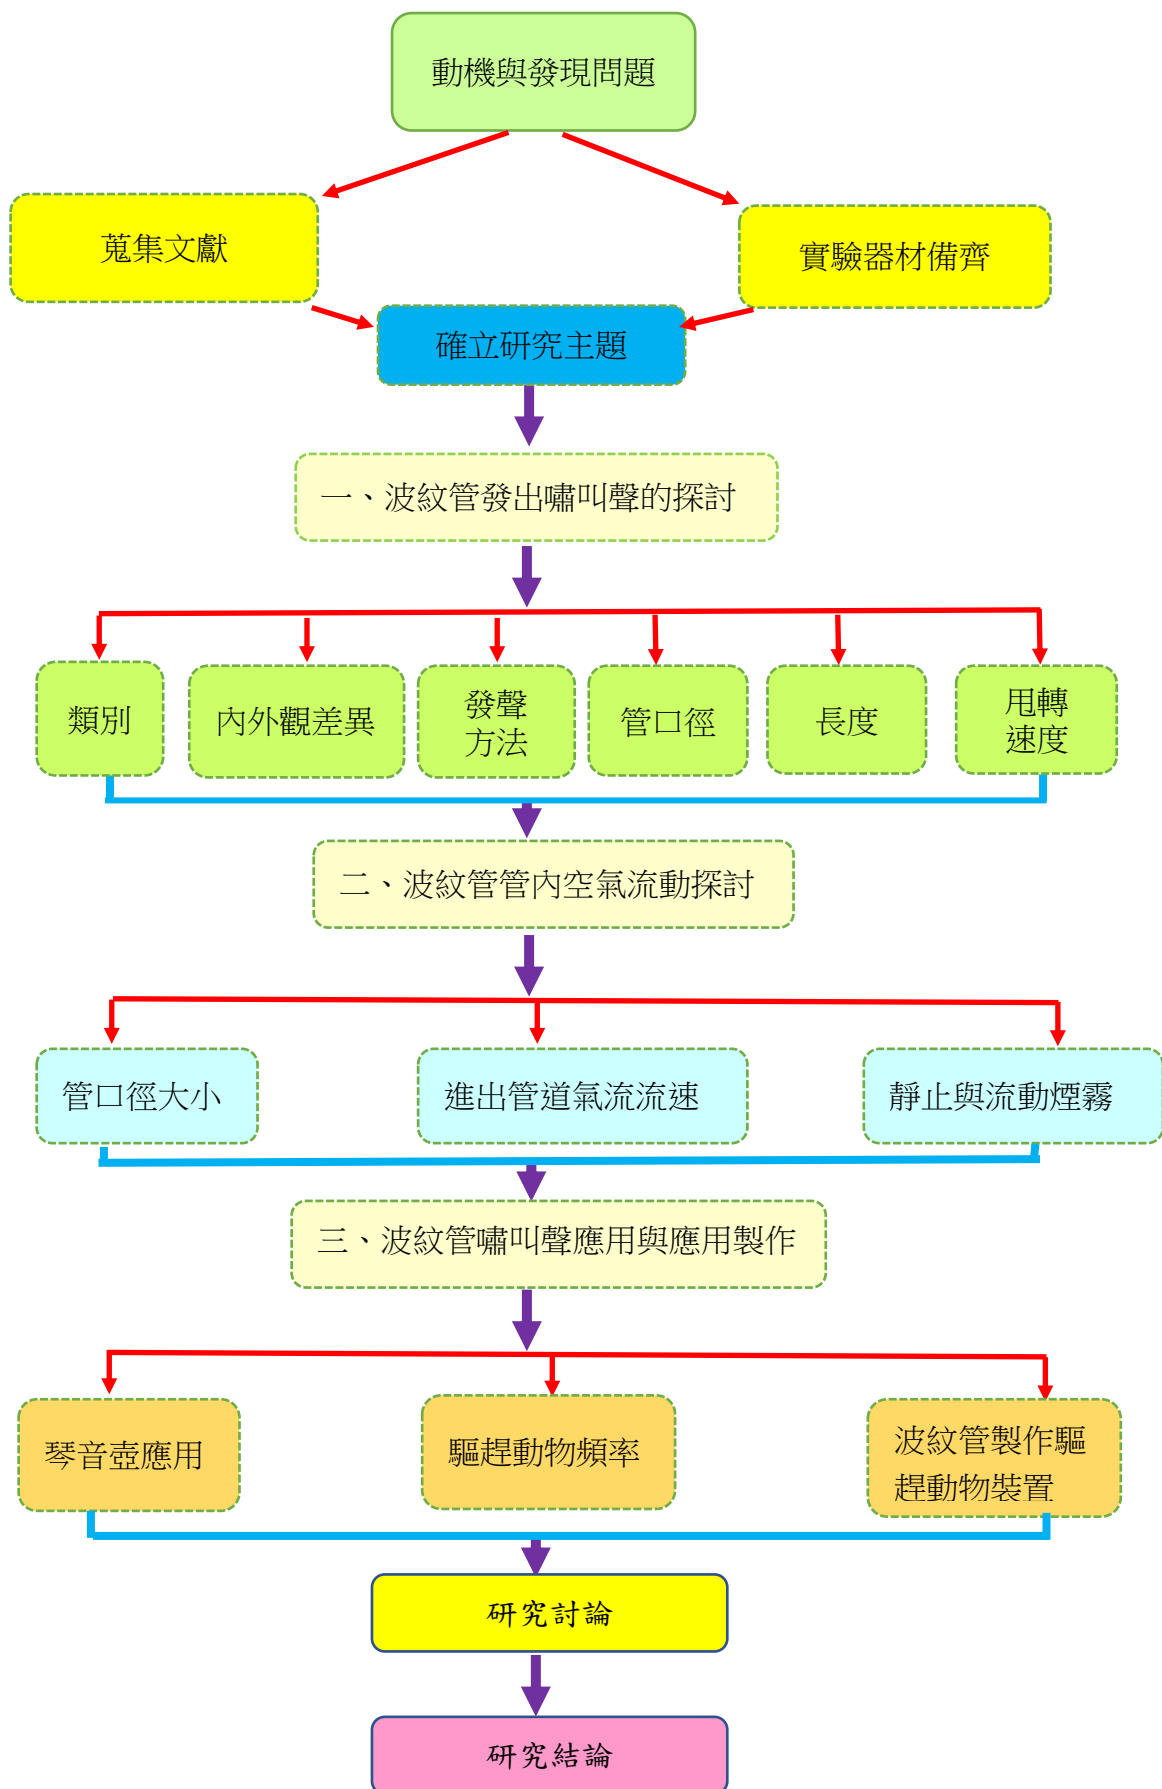 動機與發現問題
蒐集文獻
實驗器材備齊
確立研究主題
一、波紋管發出嘯叫聲的探討
類別
內外觀差異
發聲
方法
管口徑
長度
甩轉
速度
二、波紋管管內空氣流動探討
管口徑大小
進出管道氣流流速
靜止與流動煙霧
三、波紋管嘯叫聲應用與應用製作
琴音壺應用
驅趕動物頻率
波紋管製作驅
趕動物裝置
研究討論
研究結論